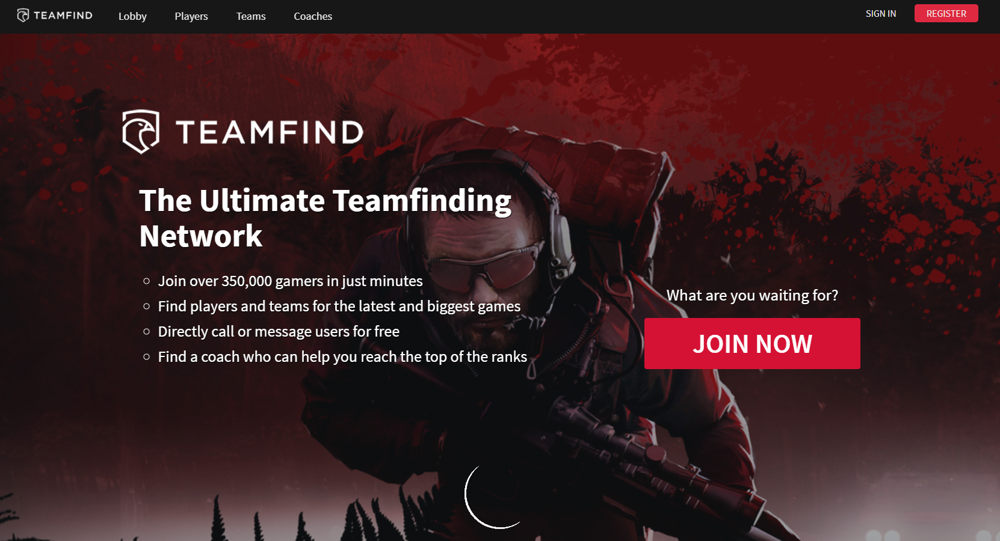 TEAMFIND
Lobby
Players
Teams
Coaches
SIGN IN
REGISTER
TEAMFIND
The Ultimate Teamfinding
Network
Join over 350,000 gamers in just minutes
Find players and teams for the latest and biggest games
Directly call or message users for free
Find a coach who can help you reach the top of the ranks
What are you waiting for?
JOIN NOW